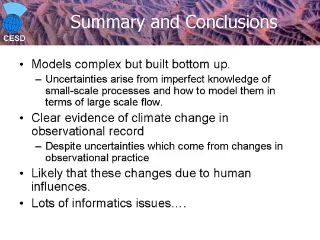 Summary and Conclusions
CESD
• Models complex but built bottom up.
– Uncertainties arise from imperfect knowledge of
small-scale processes and how to model them in
terms of large scale flow.
• Clear evidence of climate change in
observational record
– Despite uncertainties which come from changes in
observational practice
• Likely that these changes due to human
influences.
• Lots of informatics issues….